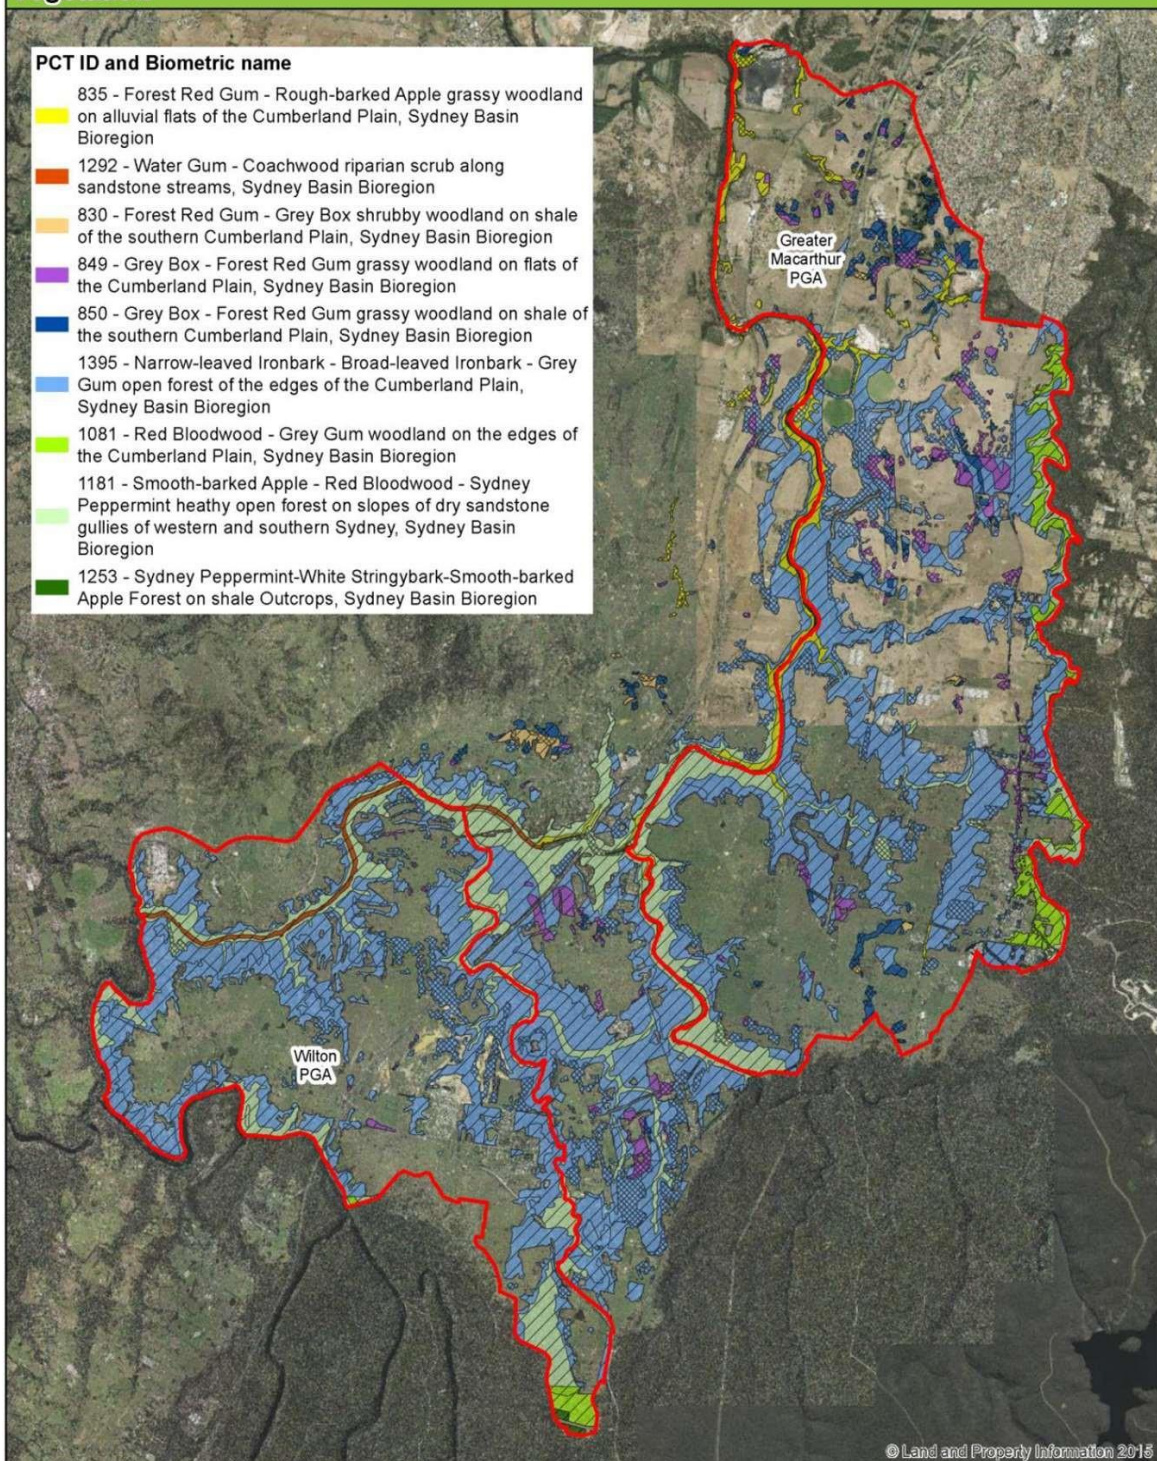 PCT ID and Biometric name
835 - Forest Red Gum - Rough-barked Apple grassy woodland
on alluvial flats of the Cumberland Plain, Sydney Basin
Bioregion
1292 - Water Gum - Coachwood riparian scrub along
sandstone streams, Sydney Basin Bioregion
830 - Forest Red Gum - Grey Box shrubby woodland on shale
of the southern Cumberland Plain, Sydney Basin Bioregion
849 - Grey Box - Forest Red Gum grassy woodland on flats of
the Cumberland Plain, Sydney Basin Bioregion
850 - Grey Box - Forest Red Gum grassy woodland on shale of
the southern Cumberland Plain, Sydney Basin Bioregion
1395 - Narrow-leaved Ironbark - Broad-leaved Ironbark - Grey
Gum open forest of the edges of the Cumberland Plain,
Sydney Basin Bioregion
1081 - Red Bloodwood - Grey Gum woodland on the edges of
the Cumberland Plain, Sydney Basin Bioregion
1181 - Smooth-barked Apple - Red Bloodwood - Sydney
Peppermint heathy open forest on slopes of dry sandstone
gullies of western and southern Sydney, Sydney Basin
Bioregion
1253 - Sydney Peppermint-White Stringybark-Smooth-barked
Apple Forest on shale Outcrops, Sydney Basin Bioregion
Greater
Macarthur
PGA
Wilton
PGA
© Land and Property Information 2015